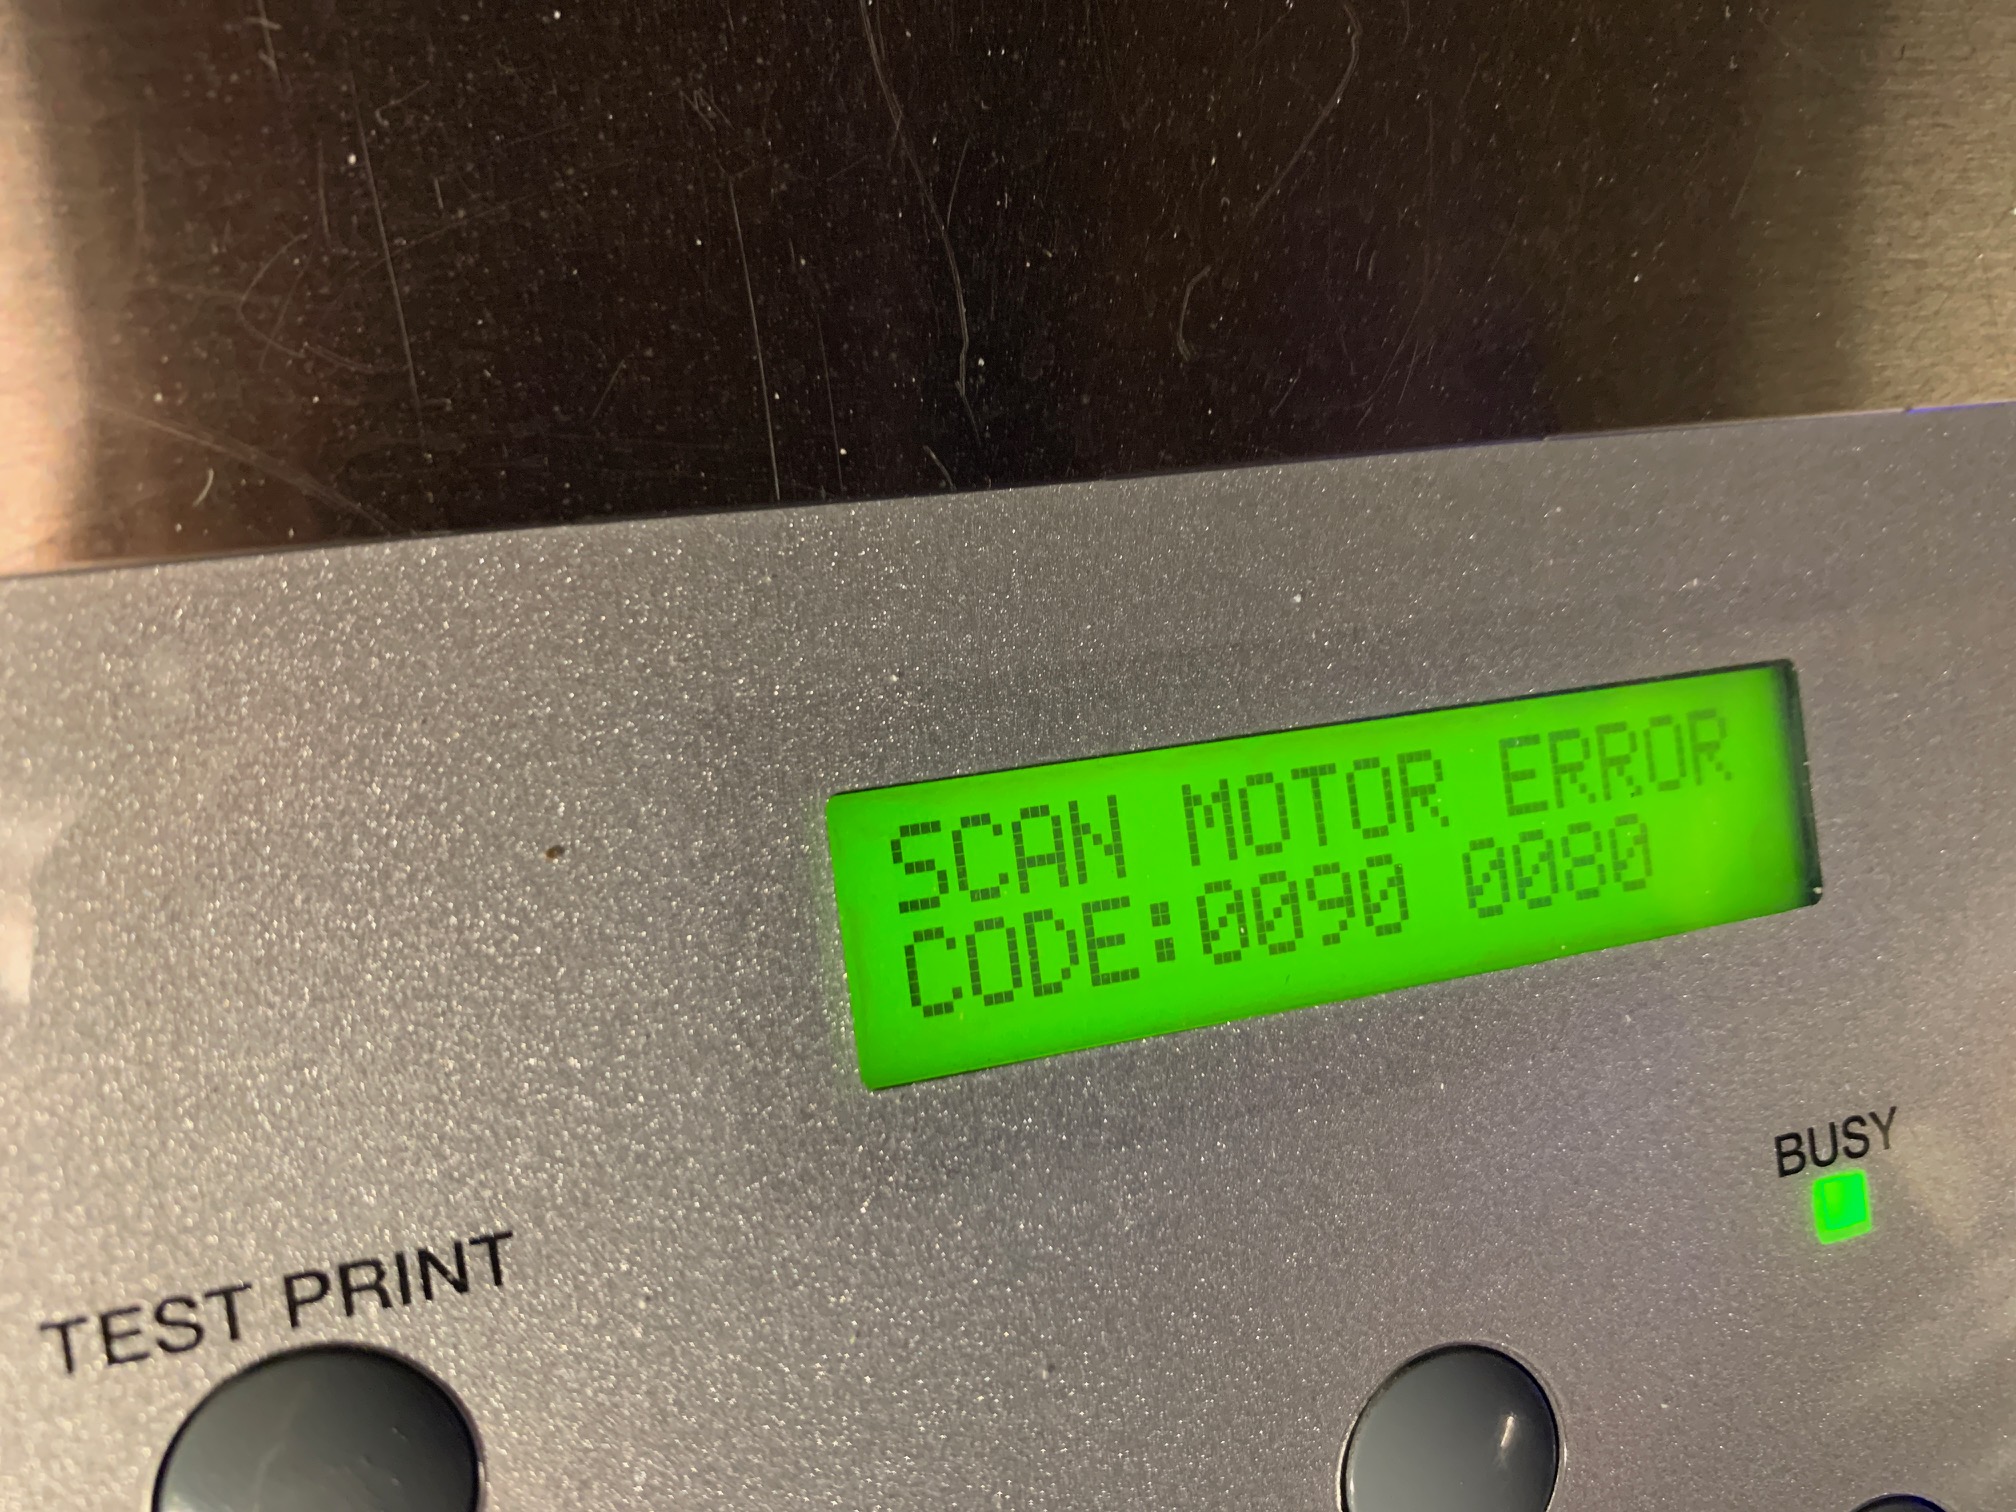 SCAN MOTOR ERROR
CODE:0090 0080
BUSY
TEST PRINT